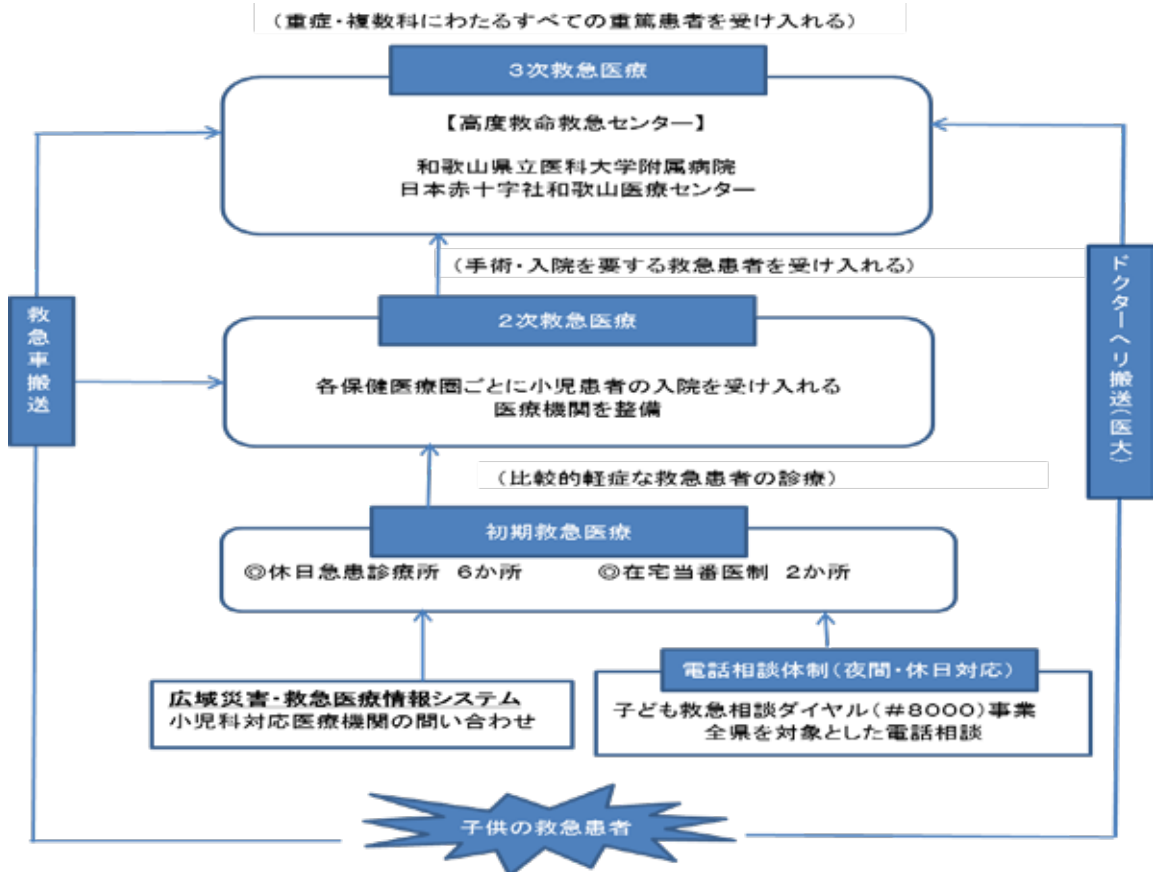 （重症・複数科にわたるすべての重篤患者を受け入れる）
３次救急医療
【高度救命救急センター】
和歌山県立医科大学附属病院
日本赤十字社和歌山医療センター
（手術・入院を要する救急患者を受け入れる）
救急車搬送
ドクターヘリ搬送（医大）
２次救急医療
各保健医療圏ごとに小児患者の入院を受け入れる
医療機関を整備
（比較的軽症な救急患者の診療）
初期救急医療
◎休日急患診療所 6か所
◎在宅当番医制 2か所
広域災害・救急医療情報システム
小児科対応医療機関の問い合わせ
電話相談体制（夜間・休日対応）
子ども救急相談ダイヤル（＃８０００）事業
全県を対象とした電話相談
子供の救急患者